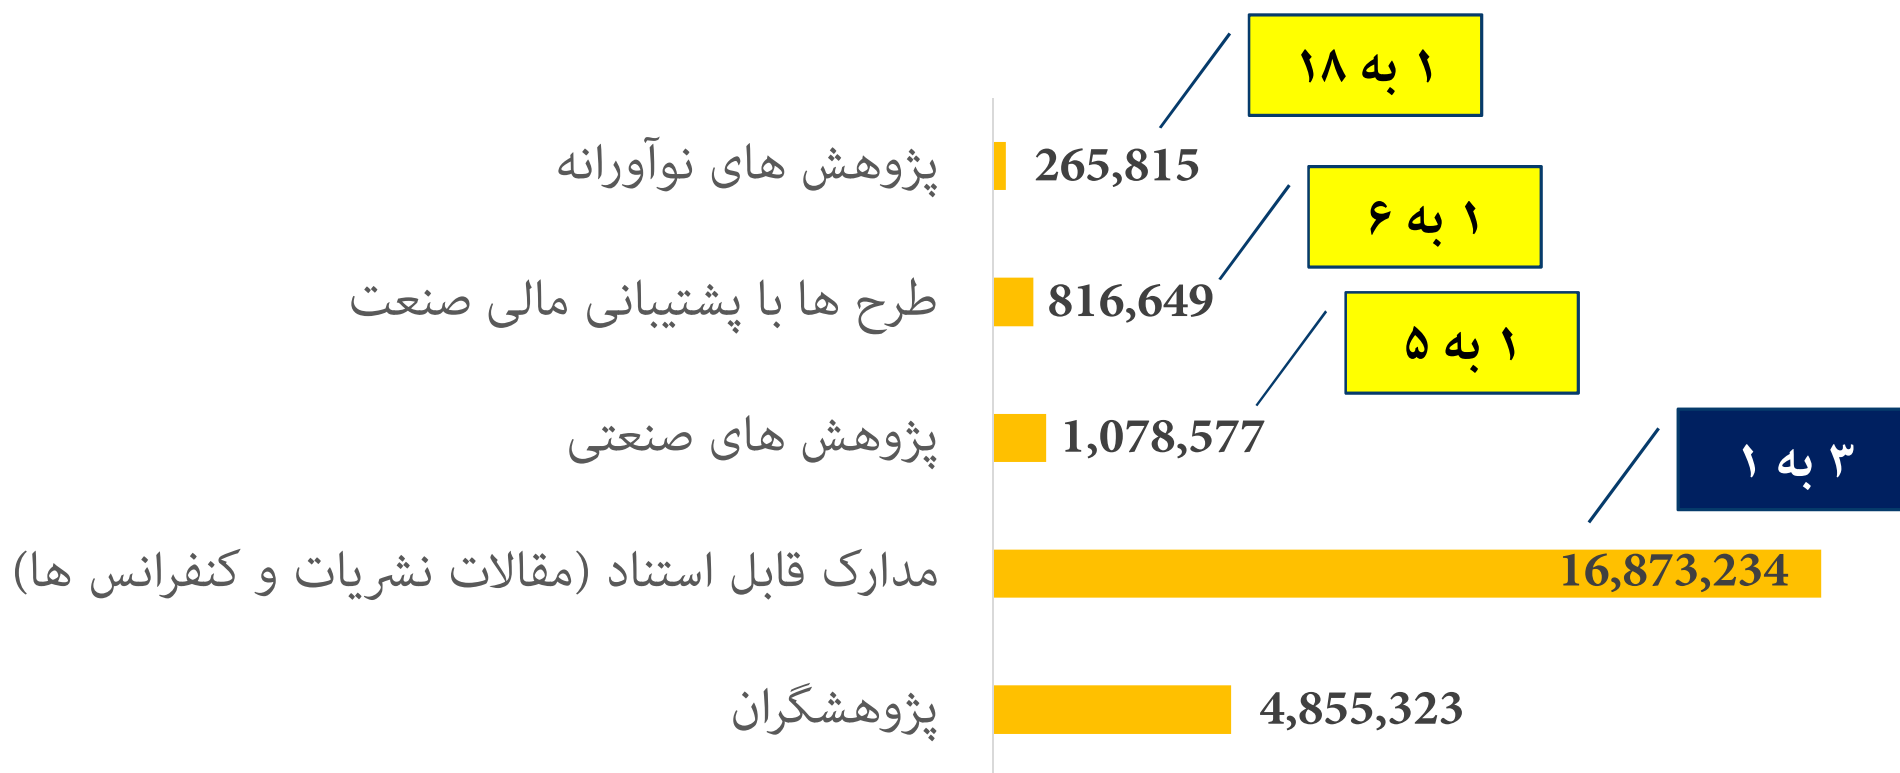 ۱ به ۱۸
پژوهش های نوآورانه
265,815
۱ به ۶
طرح ها با پشتیبانی مالی صنعت
816,649
۱ به ۵
پژوهش های صنعتی
1,078,577
۳ به ۱
مدارک قابل استناد (مقالات نشریات و کنفرانس ها)
16,873,234
پژوهشگران
4,855,323